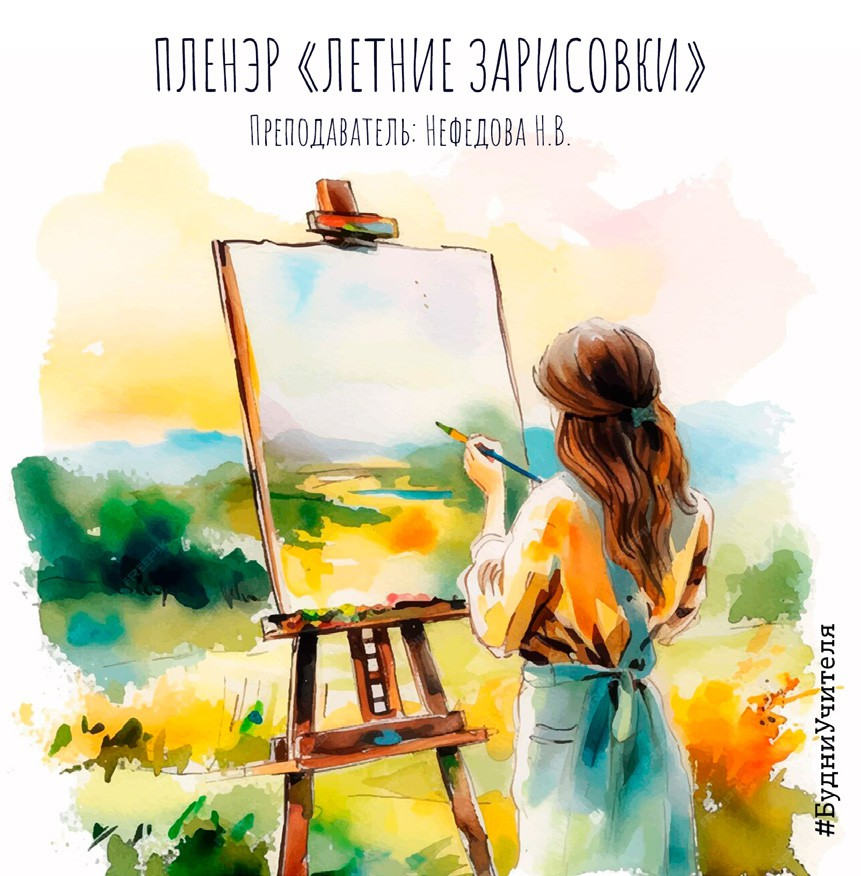 ПЛЕНЭР «ЛЕТНИЕ ЗАРИСОВКИ»
Преподаватель: Нефедова Н.В.
#БудниУчителя